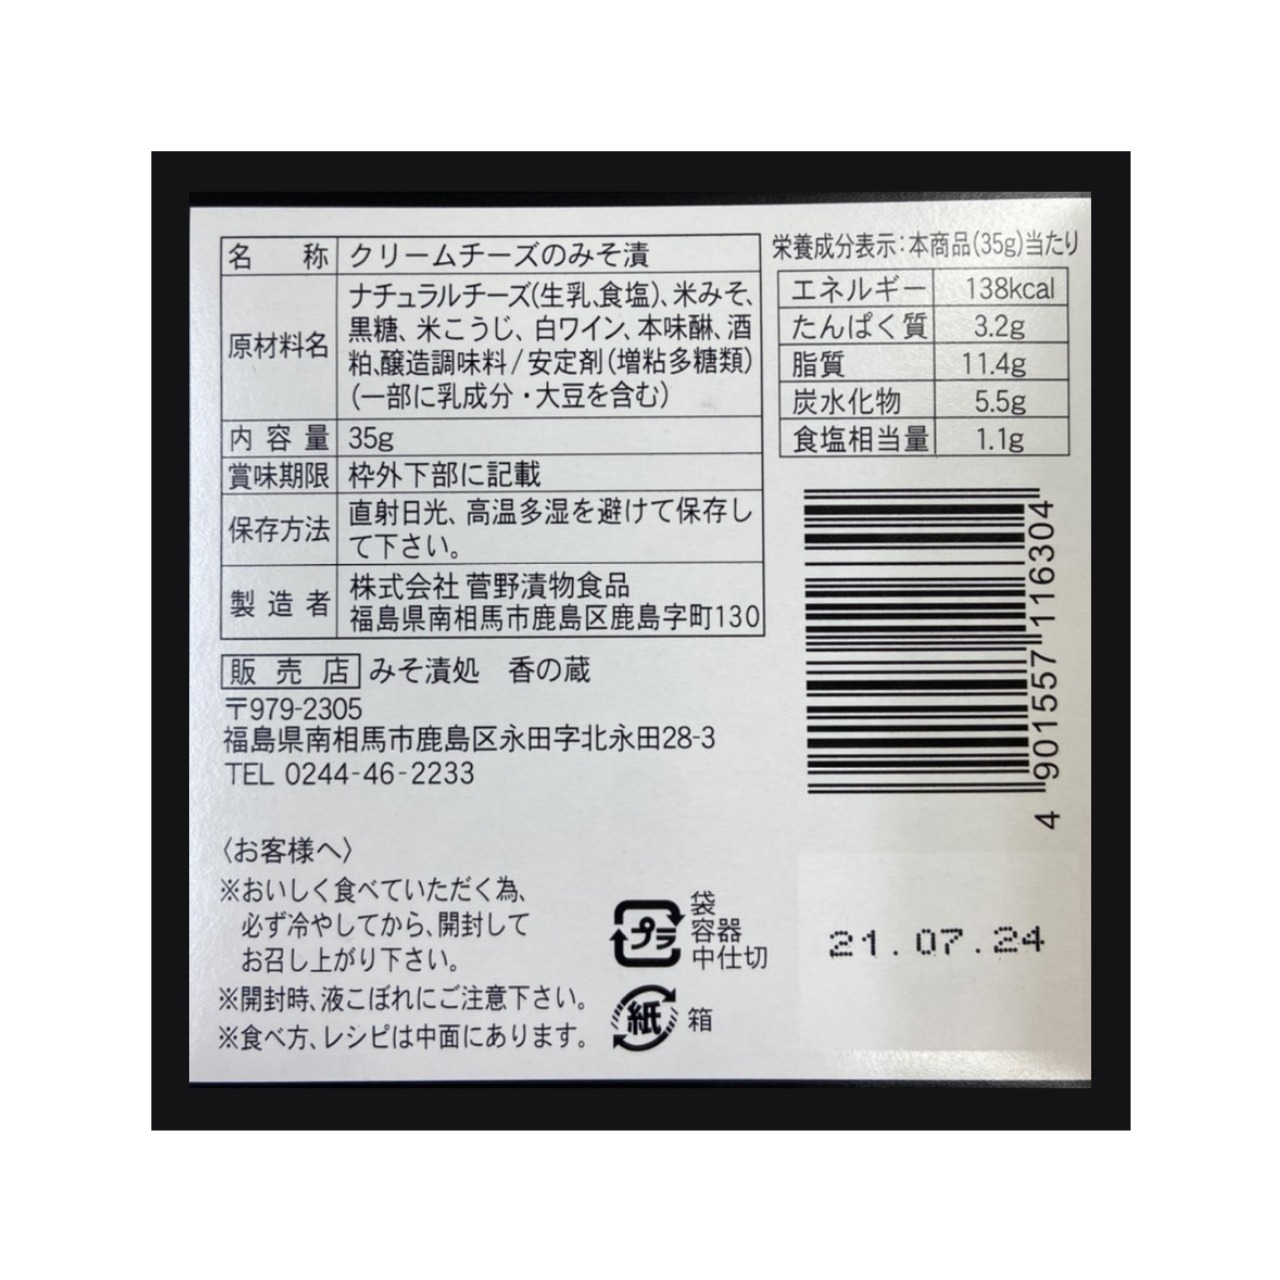 名 称 クリームチーズのみそ漬
原材料名 ナチュラルチーズ(生乳、食塩)、米みそ、
黒糖、米こうじ、白ワイン、本味醂、酒
粕、醸造調味料/安定剤(増粘多糖類)
(一部に乳成分・大豆を含む)
内容量 35g
賞味期限 枠外下部に記載
保存方法 直射日光、高温多湿を避けて保存し
て下さい。
製造者 株式会社 菅野漬物食品
福島県南相馬市鹿島区鹿島字町130
販売店 みそ漬処 香の蔵
〒979-2305
福島県南相馬市鹿島区永田字北永田28-3
TEL 0244-46-2233
〈お客様へ〉
※おいしく食べていただく為、
必ず冷やしてから、開封して
お召し上がり下さい。
※開封時、液こぼれにご注意下さい。
※食べ方、レシピは中面にあります。
プラ
袋
容器
中仕切
紙
箱
栄養成分表示:本商品(35g)当たり
エネルギー 138kcal
たんぱく質 3.2g
脂質 11.4g
炭水化物 5.5g
食塩相当量 1.1g
4 901557 116304
21.07.24